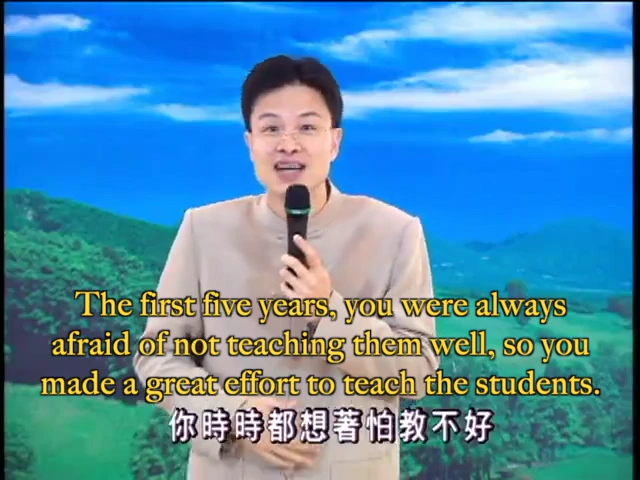 The first five years, you were always
afraid of not teaching them well, so you
made a great effort to teach the students.
你時時都想著怕教不好